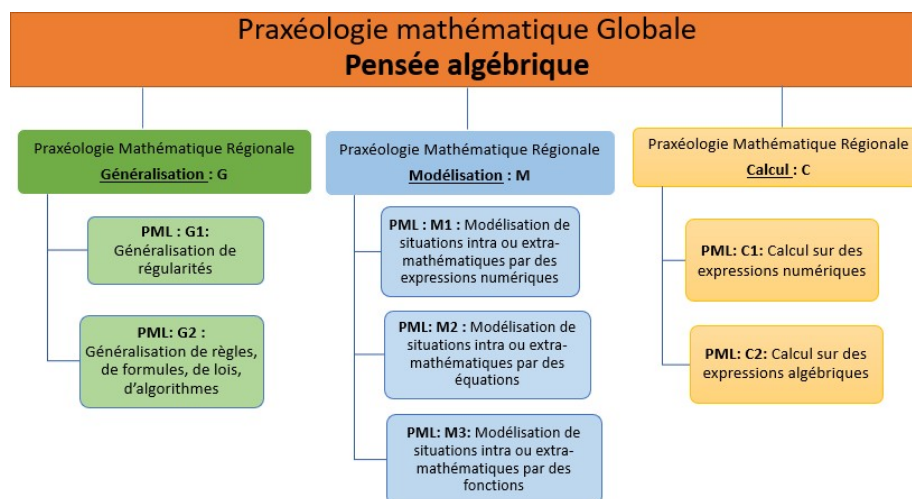 Praxéologie mathématique Globale
Pensée algébrique
Praxéologie Mathématique Régionale
Généralisation : G
PML : G1:
Généralisation de
régularités
PML: G2 :
Généralisation de règles,
de formules, de lois,
d'algorithmes
Praxéologie Mathématique Régionale
Modélisation : M
PML : M1 : Modélisation de
situations intra ou extra-
mathématiques par des
expressions numériques
PML: M2 : Modélisation de
situations intra ou extra-
mathématiques par des
équations
PML: M3: Modélisation de
situations intra ou extra-
mathématiques par des
fonctions
Praxéologie Mathématique Régionale
Calcul : C
PML: C1: Calcul sur des
expressions numériques
PML: C2: Calcul sur des
expressions algébriques